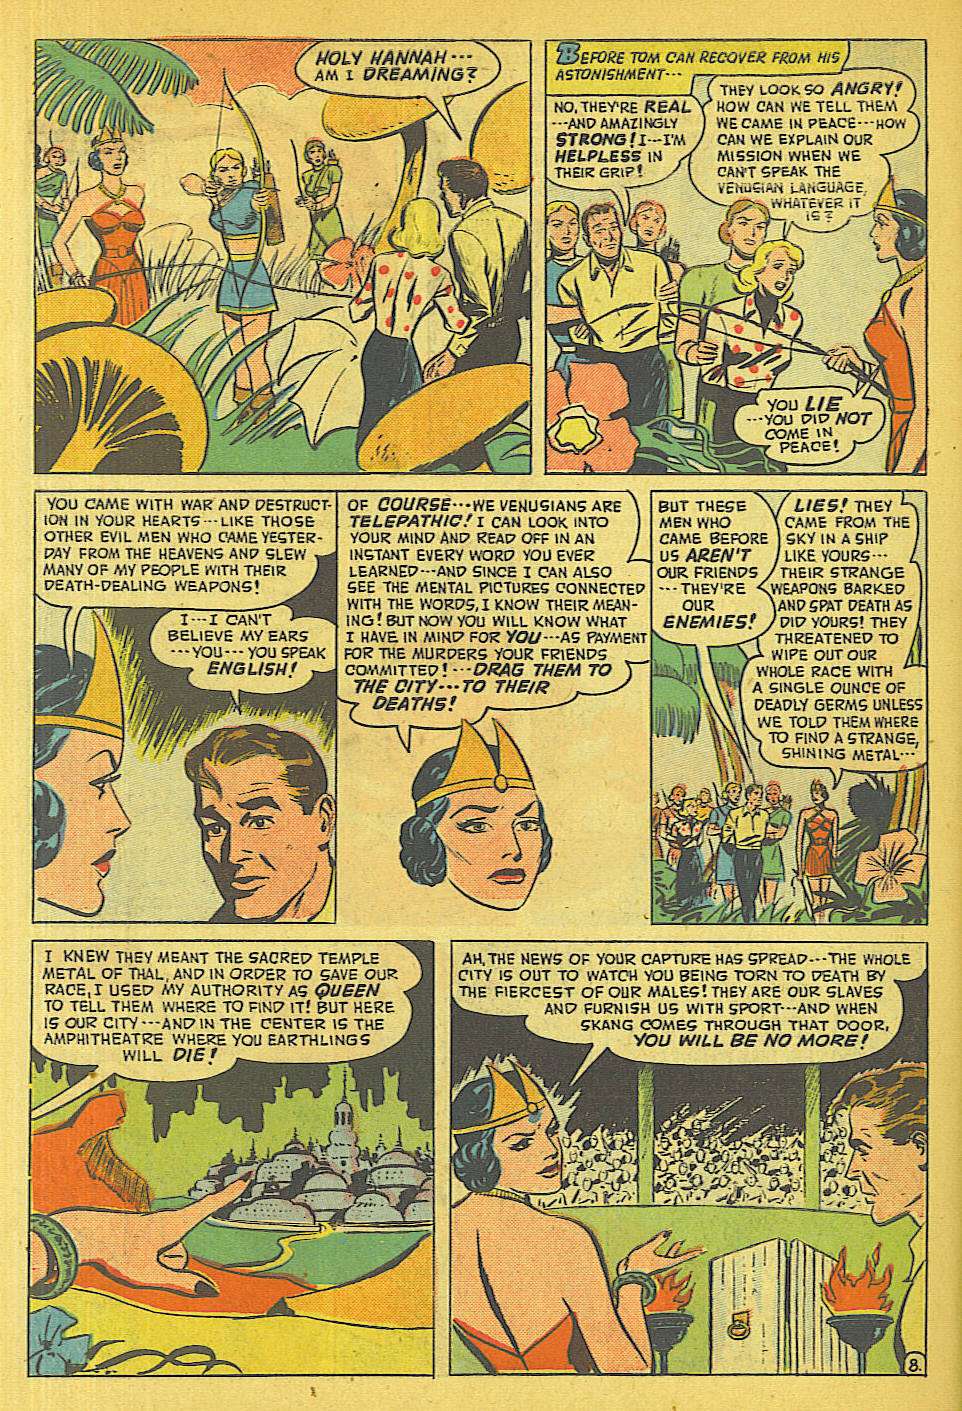 HOLY HANNAH---
AM I DREAMING?
BEFORE TOM CAN RECOVER FROM HIS
ASTONISHMENT---
NO, THEY'RE REAL
---AND AMAZINGLY
STRONG! I---I'M
HELPLESS IN
THEIR GRIP!
THEY LOOK SO ANGRY!
HOW CAN WE TELL THEM
WE CAME IN PEACE---HOW
CAN WE EXPLAIN OUR
MISSION WHEN WE
CAN'T SPEAK THE
VENUSIAN LANGUAGE,
WHATEVER IT
IS?
YOU LIE
---YOU DID NOT
COME IN
PEACE!
YOU CAME WITH WAR AND DESTRUCT-
ION IN YOUR HEARTS---LIKE THOSE
OTHER EVIL MEN WHO CAME YESTER-
DAY FROM THE HEAVENS AND SLEW
MANY OF MY PEOPLE WITH THEIR
DEATH-DEALING WEAPONS!
I---I CAN'T
BELIEVE MY EARS
---YOU---YOU SPEAK
ENGLISH!
OF COURSE---WE VENUSIANS ARE
TELEPATHIC! I CAN LOOK INTO
YOUR MIND AND READ OFF IN AN
INSTANT EVERY WORD YOU EVER
LEARNED---AND SINCE I CAN ALSO
SEE THE MENTAL PICTURES CONNECTED
WITH THE WORDS, I KNOW THEIR MEAN-
ING! BUT NOW YOU WILL KNOW WHAT
I HAVE IN MIND FOR YOU---AS PAYMENT
FOR THE MURDERS YOUR FRIENDS
COMMITTED!---DRAG THEM TO
THE CITY---TO THEIR
DEATHS!
BUT THESE
MEN WHO
CAME BEFORE
US AREN'T
OUR FRIENDS
---THEY'RE
OUR
ENEMIES!
LIES! THEY
CAME FROM THE
SKY IN A SHIP
LIKE YOURS---
THEIR STRANGE
WEAPONS BARKED
AND SPAT DEATH AS
DID YOURS! THEY
THREATENED TO
WIPE OUT OUR
WHOLE RACE WITH
A SINGLE OUNCE OF
DEADLY GERMS UNLESS
WE TOLD THEM WHERE
TO FIND A STRANGE,
SHINING METAL---
I KNEW THEY MEANT THE SACRED TEMPLE
METAL OF THAL, AND IN ORDER TO SAVE OUR
RACE, I USED MY AUTHORITY AS QUEEN
TO TELL THEM WHERE TO FIND IT! BUT HERE
IS OUR CITY---AND IN THE CENTER IS THE
AMPHITHEATRE WHERE YOU EARTHLINGS
WILL DIE!
AH, THE NEWS OF YOUR CAPTURE HAS SPREAD---THE WHOLE
CITY IS OUT TO WATCH YOU BEING TORN TO DEATH BY
THE FIERCEST OF OUR MALES! THEY ARE OUR SLAVES
AND FURNISH US WITH SPORT---AND WHEN
SKANG COMES THROUGH THAT DOOR,
YOU WILL BE NO MORE!
8.